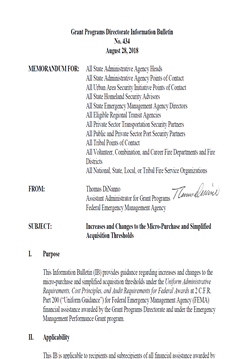 Grant Programs Directorate Information Bulletin
No. 434
August 28, 2018
MEMORANDUM FOR: All State Administrative Agency Heads
All State Administrative Agency Points of Contact
All Urban Area Security Initiative Points of Contact
All State Homeland Security Advisors
All State Emergency Management Agency Directors
All Eligible Regional Transit Agencies
All Private Sector Transportation Security Partners
All Public and Private Sector Port Security Partners
All Tribal Points of Contact
All Volunteer, Combination, and Career Fire Departments and Fire
Districts
All National, State, Local, or Tribal Fire Service Organizations
FROM: Thomas DiNanno
Assistant Administrator for Grant Programs
Federal Emergency Management Agency
SUBJECT: Increases and Changes to the Micro-Purchase and Simplified
Acquisition Thresholds
I. Purpose
This Information Bulletin (IB) provides guidance regarding increases and changes to the
micro-purchase and simplified acquisition thresholds under the Uniform Administrative
Requirements, Cost Principles, and Audit Requirements for Federal Awards at 2 C.F.R.
Part 200 (“Uniform Guidance”) for Federal Emergency Management Agency (FEMA)
financial assistance awarded by the Grant Programs Directorate and under the Emergency
Management Performance Grant program.
II. Applicability
This IB is applicable to recipients and subrecipients of all financial assistance awarded by